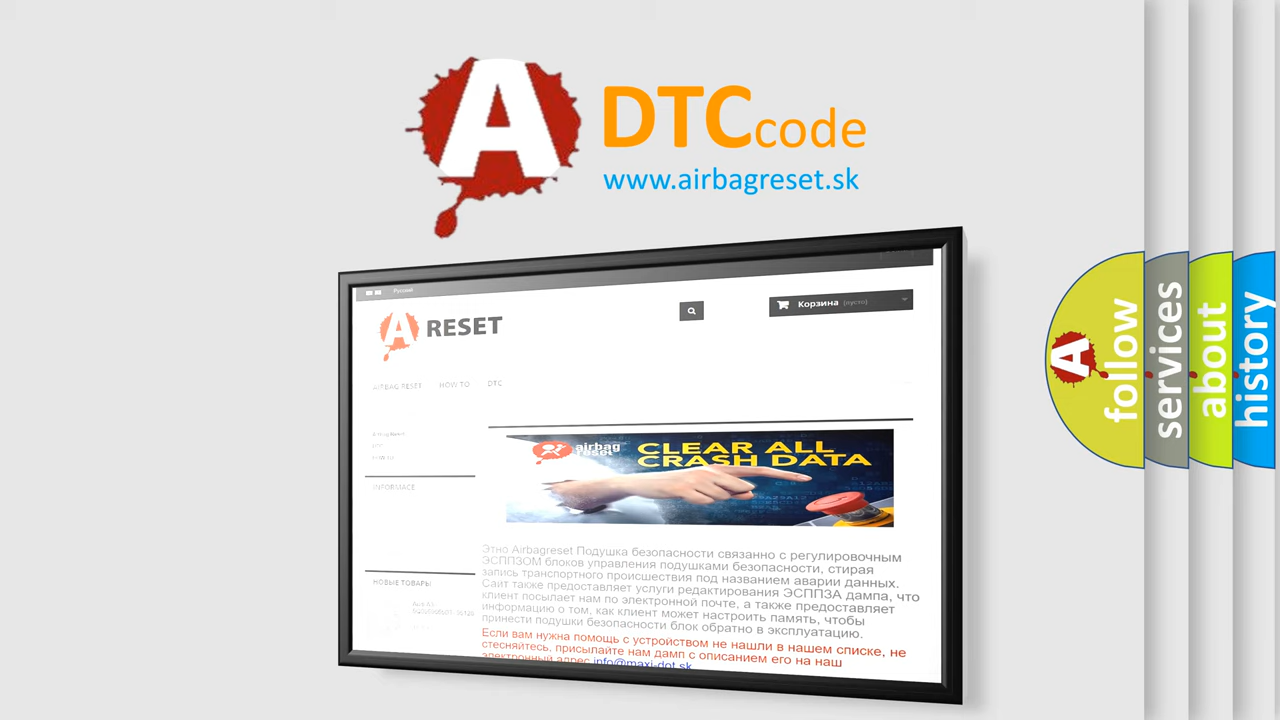 A DTCcode
www.airbagreset.sk
Русский
A RESET
Корзина (пусто)
AIRBAG RESET HOW TO DTC
Airbag Reset
DTC
HOW TO
INFORMACE
airbag
reset
CLEAR ALL
CRASH DATA
Этно Airbagreset Подушка безопасности связанно с регулировочным
ЭСППЗОМ блоков управления подушками безопасности, стирая
запись транспортного происшествия под названием аварии данных.
Сайт также предоставляет услуги редактирования ЭСППЗА дампа, что
клиент посылает нам по электронной почте, а также предоставляет
информацию о том, как клиент может настроить память, чтобы
принести подушки безопасности блок обратно в эксплуатацию.
Если вам нужна помощь с устройством не нашли в нашем списке, не
стесняйтесь, присылайте нам дамп с описанием его на наш
электронный адрес info@maxi-dot.sk
НОВЫЕ ТОВАРЫ
A follow
services
about
history